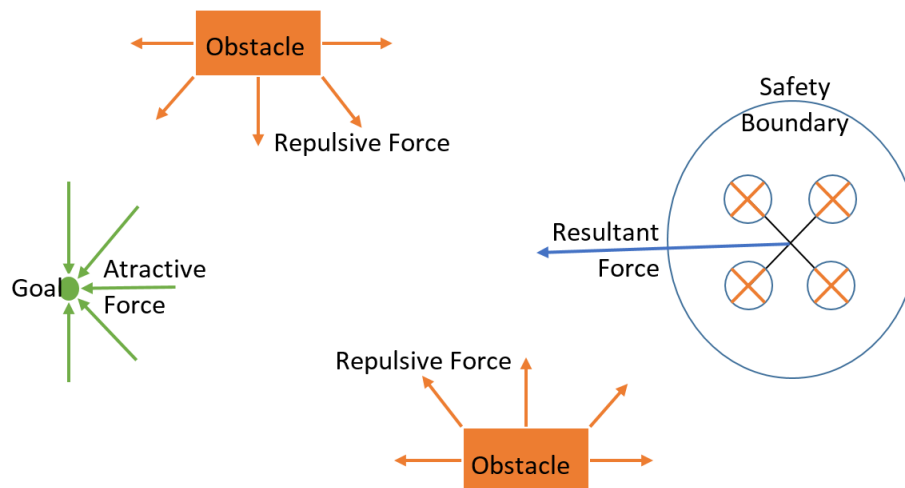 Obstacle
Repulsive Force
Safety
Boundary
Resultant
Force
Goal
Atractive
Force
Repulsive Force
Obstacle